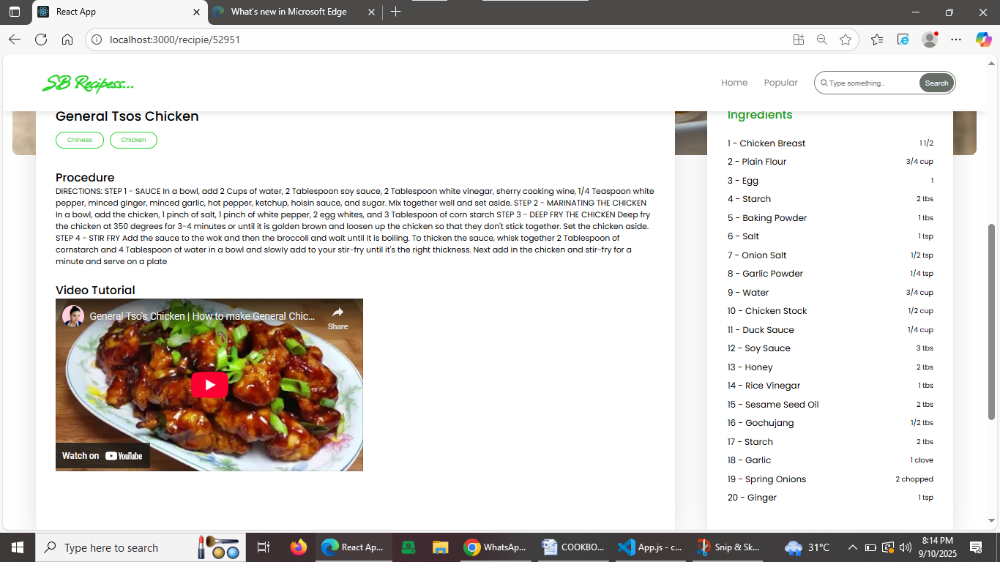 React App
What's new in Microsoft Edge
localhost:3000/recipie/52951
SB Recipess...
Home
Popular
Type something..
Search
General Tsos Chicken
Chinese
Chicken
Procedure
DIRECTIONS: STEP 1 - SAUCE In a bowl, add 2 Cups of water, 2 Tablespoon soy sauce, 2 Tablespoon white vinegar, sherry cooking wine, 1/4 Teaspoon white
pepper, minced ginger, minced garlic, hot pepper, ketchup, hoisin sauce, and sugar. Mix together well and set aside. STEP 2 - MARINATING THE CHICKEN
In a bowl, add the chicken, 1 pinch of salt, 1 pinch of white pepper, 2 egg whites, and 3 Tablespoon of corn starch STEP 3 - DEEP FRY THE CHICKEN Deep fry
the chicken at 350 degrees for 3-4 minutes or until it is golden brown and loosen up the chicken so that they don't stick together. Set the chicken aside.
STEP 4 - STIR FRY Add the sauce to the wok and then the broccoli and wait until it is boiling. To thicken the sauce, whisk together 2 Tablespoon of
cornstarch and 4 Tablespoon of water in a bowl and slowly add to your stir-fry until it's the right thickness. Next add in the chicken and stir-fry for a
minute and serve on a plate
Video Tutorial
General Tso's Chicken | How to make General Chic...
Share
Watch on YouTube
Ingredients
1 - Chicken Breast 1 1/2
2 - Plain Flour 3/4 cup
3 - Egg 1
4 - Starch 2 tbs
5 - Baking Powder 1 tbs
6 - Salt 1 tsp
7 - Onion Salt 1/2 tsp
8 - Garlic Powder 1/4 tsp
9 - Water 3/4 cup
10 - Chicken Stock 1/2 cup
11 - Duck Sauce 1/4 cup
12 - Soy Sauce 3 tbs
13 - Honey 2 tbs
14 - Rice Vinegar 1 tbs
15 - Sesame Seed Oil 2 tbs
16 - Gochujang 1/2 tbs
17 - Starch 2 tbs
18 - Garlic 1 clove
19 - Spring Onions 2 chopped
20 - Ginger 1 tsp
Type here to search
React Ap...
WhatsAp...
COOKBO...
App.js - c...
Snip & Sk...
31°C
8:14 PM
9/10/2025